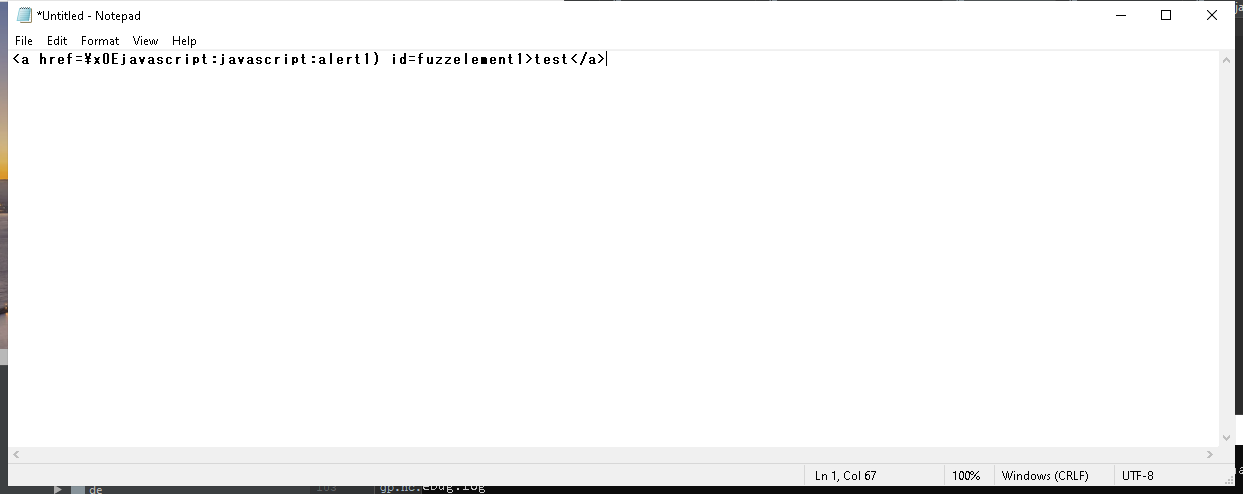 *Untitled - Notepad
File Edit Format View Help
<a href=¥x0Ejavascript:javascript:alert1) id=fuzzelement1>test</a>
Ln 1, Col 67 100% Windows (CRLF) UTF-8
de